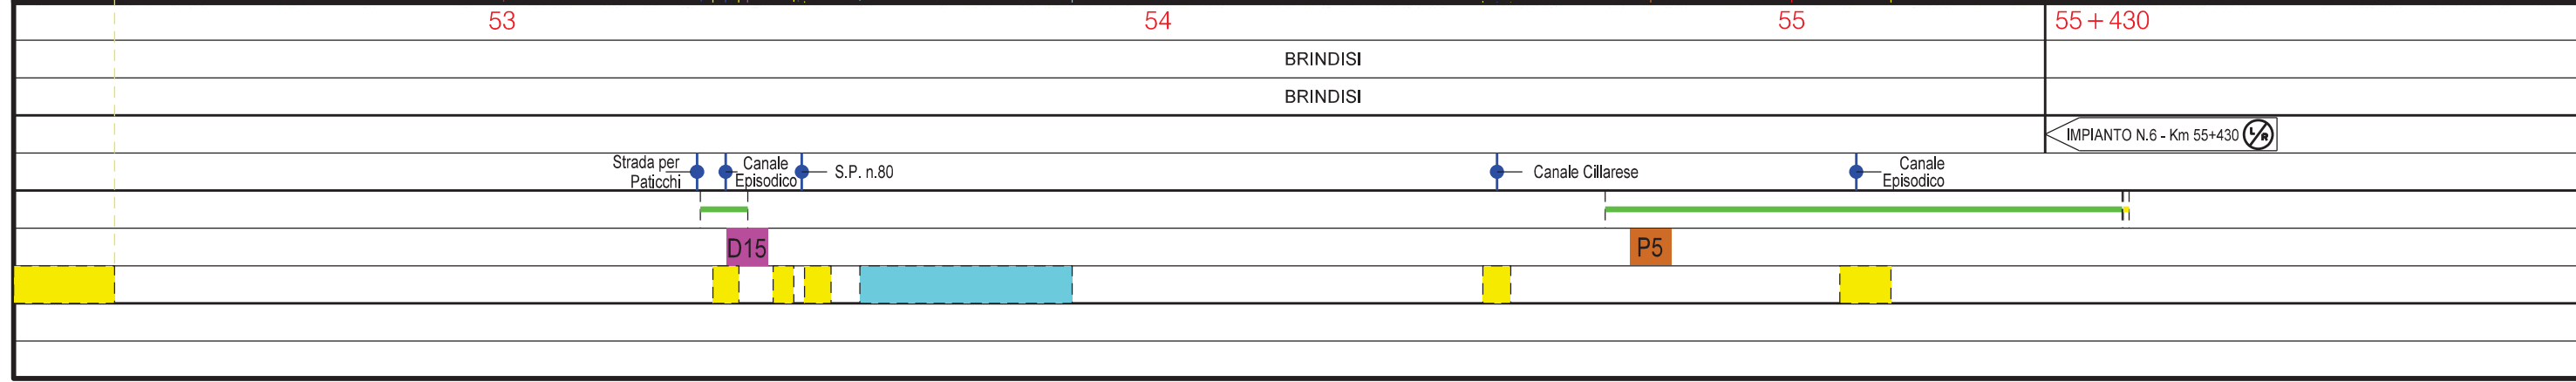 53 54 55 55+430
BRINDISI
BRINDISI
IMPIANTO N.6 - Km 55+430 L/R
Strada per
Paticchi
Canale
Episodico
S.P. n.80
Canale Cillarese
Canale
Episodico
D15 P5